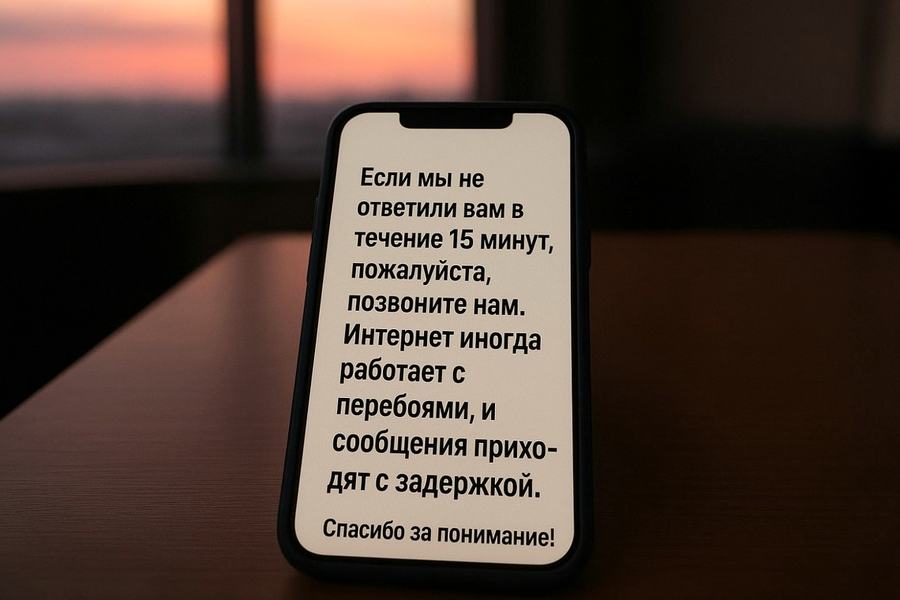 Если мы не
ответили вам в
течение 15 минут,
пожалуйста,
позвоните нам.
Интернет иногда
работает с
перебоями, и
сообщения прихо-
дят с задержкой.
Спасибо за понимание!